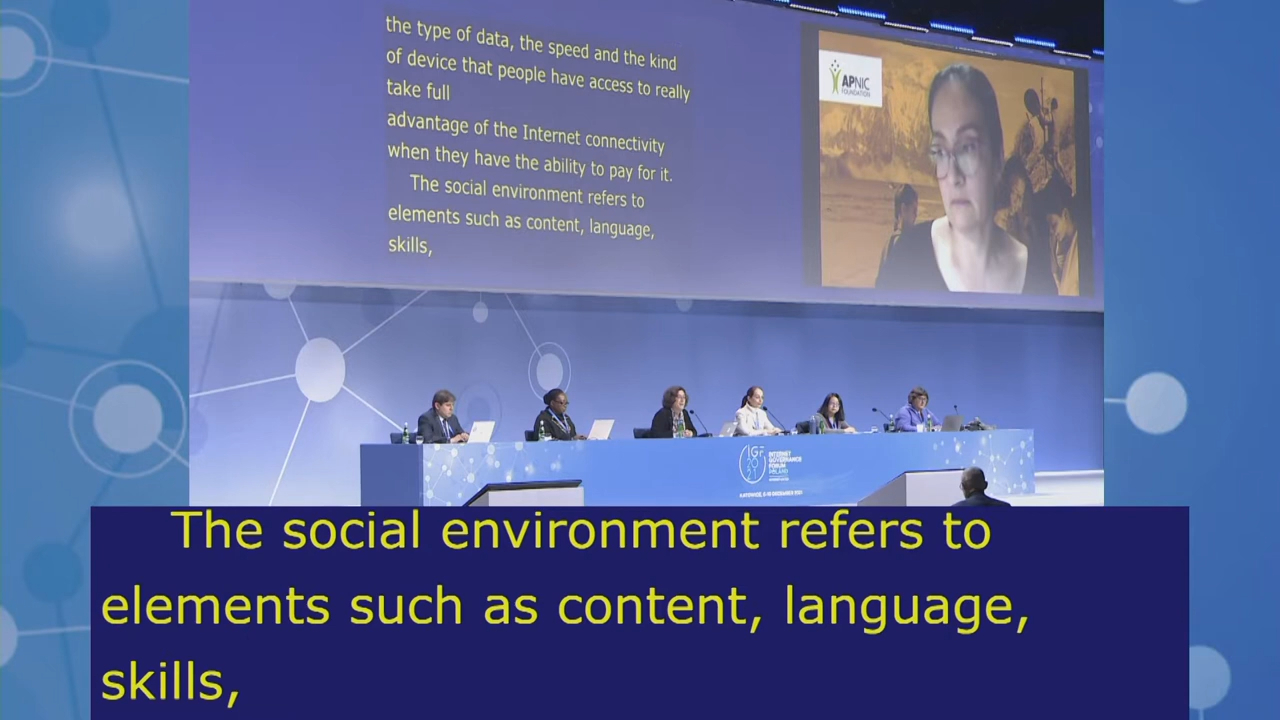 the type of data, the speed and the kind
of device that people have access to really
take full
advantage of the Internet connectivity
when they have the ability to pay for it.
The social environment refers to
elements such as content, language,
skills,
APNIC
FOUNDATION
IGF
20
21
INTERNET
GOVERNANCE
FORUM
POLAND
The social environment refers to
elements such as content, language,
skills,